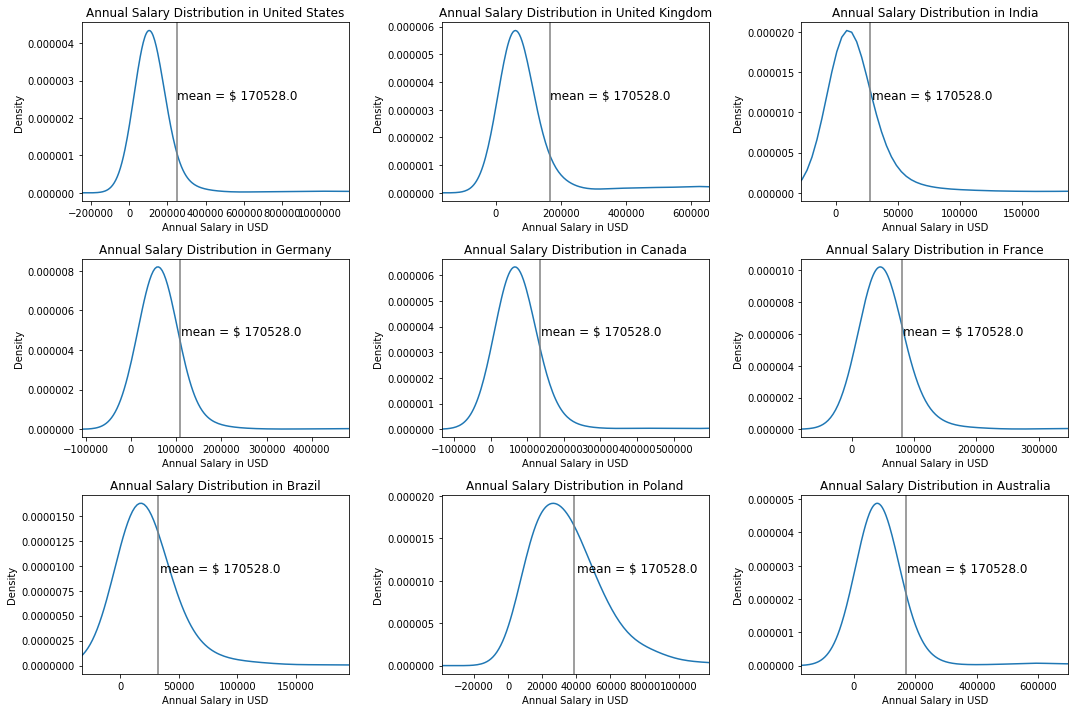 Annual Salary Distribution in United States
0.000004
0.000003
0.000002
0.000001
0.000000
Density
mean = $ 170528.0
−200000 0 200000 400000 600000 800000 1000000
Annual Salary in USD
Annual Salary Distribution in United Kingdom
0.000006
0.000005
0.000004
0.000003
0.000002
0.000001
0.000000
Density
mean = $ 170528.0
0 200000 400000 600000
Annual Salary in USD
Annual Salary Distribution in India
0.000020
0.000015
0.000010
0.000005
0.000000
Density
mean = $ 170528.0
0 50000 100000 150000
Annual Salary in USD
Annual Salary Distribution in Germany
0.000008
0.000006
0.000004
0.000002
0.000000
Density
mean = $ 170528.0
−100000 0 100000 200000 300000 400000
Annual Salary in USD
Annual Salary Distribution in Canada
0.000006
0.000005
0.000004
0.000003
0.000002
0.000001
0.000000
Density
mean = $ 170528.0
−100000 0 100000 200000 300000 400000 500000
Annual Salary in USD
Annual Salary Distribution in France
0.000010
0.000008
0.000006
0.000004
0.000002
0.000000
Density
mean = $ 170528.0
0 100000 200000 300000
Annual Salary in USD
Annual Salary Distribution in Brazil
0.0000150
0.0000125
0.0000100
0.0000075
0.0000050
0.0000025
0.0000000
Density
mean = $ 170528.0
0 50000 100000 150000
Annual Salary in USD
Annual Salary Distribution in Poland
0.000020
0.000015
0.000010
0.000005
0.000000
Density
mean = $ 170528.0
−20000 0 20000 40000 60000 80000 100000
Annual Salary in USD
Annual Salary Distribution in Australia
0.000005
0.000004
0.000003
0.000002
0.000001
0.000000
Density
mean = $ 170528.0
0 200000 400000 600000
Annual Salary in USD